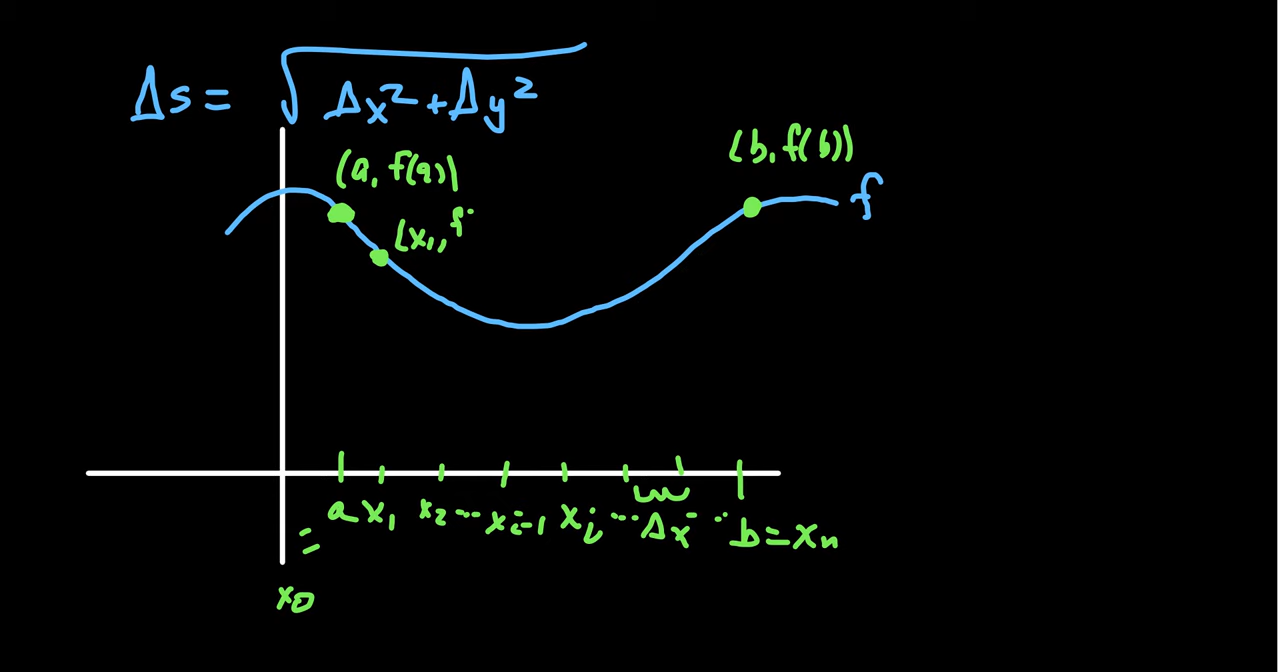 Δs = √Δx² + Δy²
(b, f(b))
(a, f(a))
f
(x₁, f
a x₁ x₂ ... xᵢ₋₁ xᵢ ... Δx ... b = xₙ
=
x₀